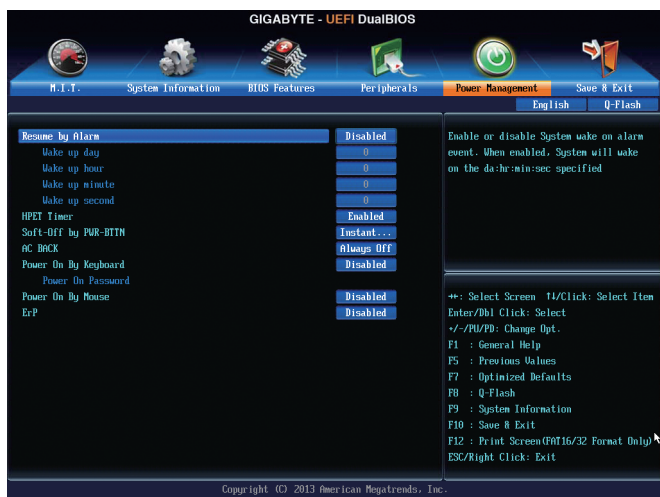 GIGABYTE - UEFI DualBIOS
M.I.T. System Information BIOS Features Peripherals Power Management Save & Exit
English Q-Flash
Resume by Alarm Disabled
Wake up day 0
Wake up hour 0
Wake up minute 0
Wake up second 0
HPET Timer Enabled
Soft-Off by PWR-BTTN Instant...
AC BACK Always Off
Power On By Keyboard Disabled
Power On Password
Power On By Mouse Disabled
ErP Disabled
Enable or disable System wake on alarm
event. When enabled, System will wake
on the da:hr:min:sec specified
→←: Select Screen ↑↓/Click: Select Item
Enter/Dbl Click: Select
+/-/PU/PD: Change Opt.
F1 : General Help
F5 : Previous Values
F7 : Optimized Defaults
F8 : Q-Flash
F9 : System Information
F10 : Save & Exit
F12 : Print Screen(FAT16/32 Format Only)
ESC/Right Click: Exit
Copyright (C) 2013 American Megatrends, Inc.